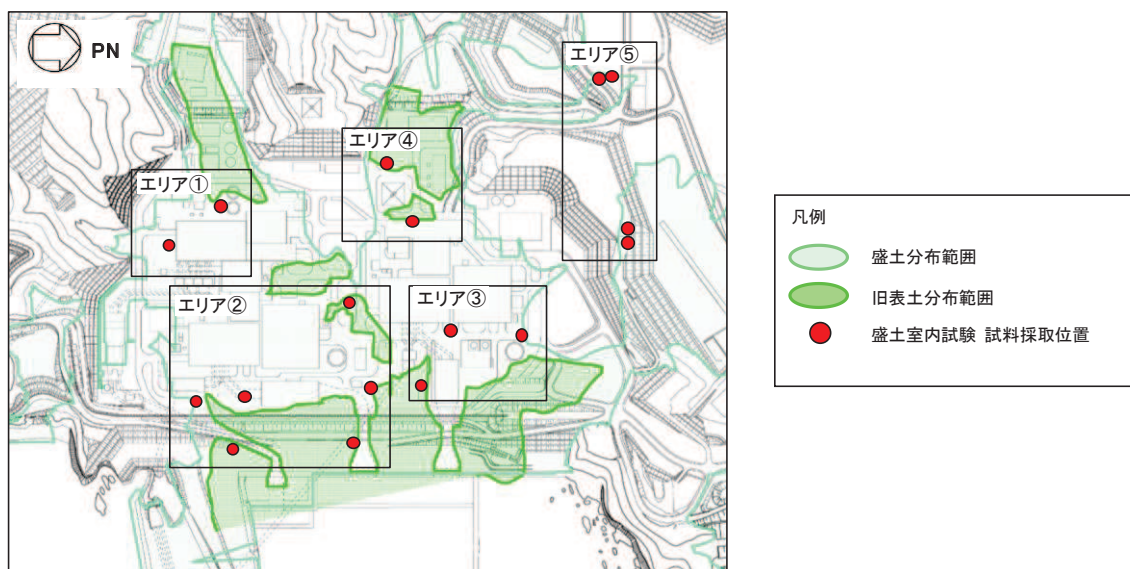 PN
エリア⑤
エリア④
エリア①
エリア②
エリア③
凡例
盛土分布範囲
旧表土分布範囲
盛土室内試験 試料採取位置